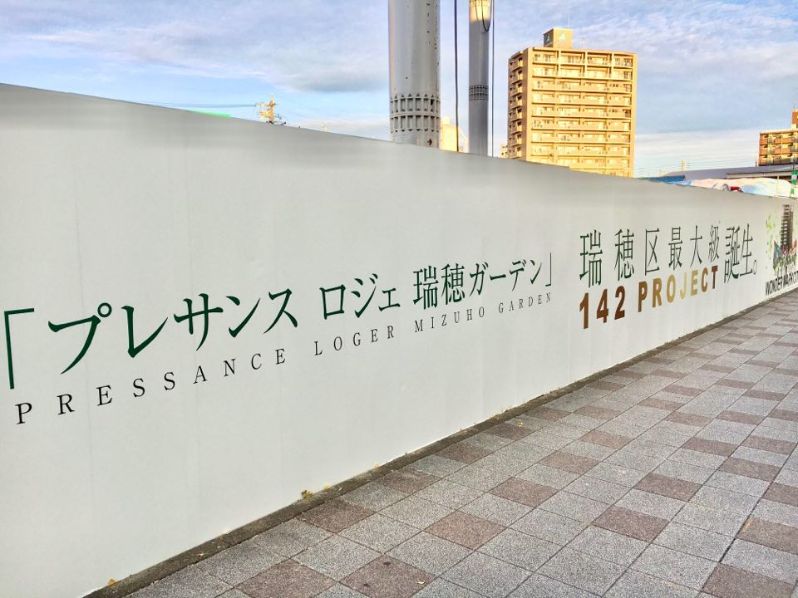 「プレサンス ロジェ 瑞穂ガーデン」
PRESSANCE LOGER MIZUHO GARDEN
瑞穂区最大級誕生。
142 PROJECT